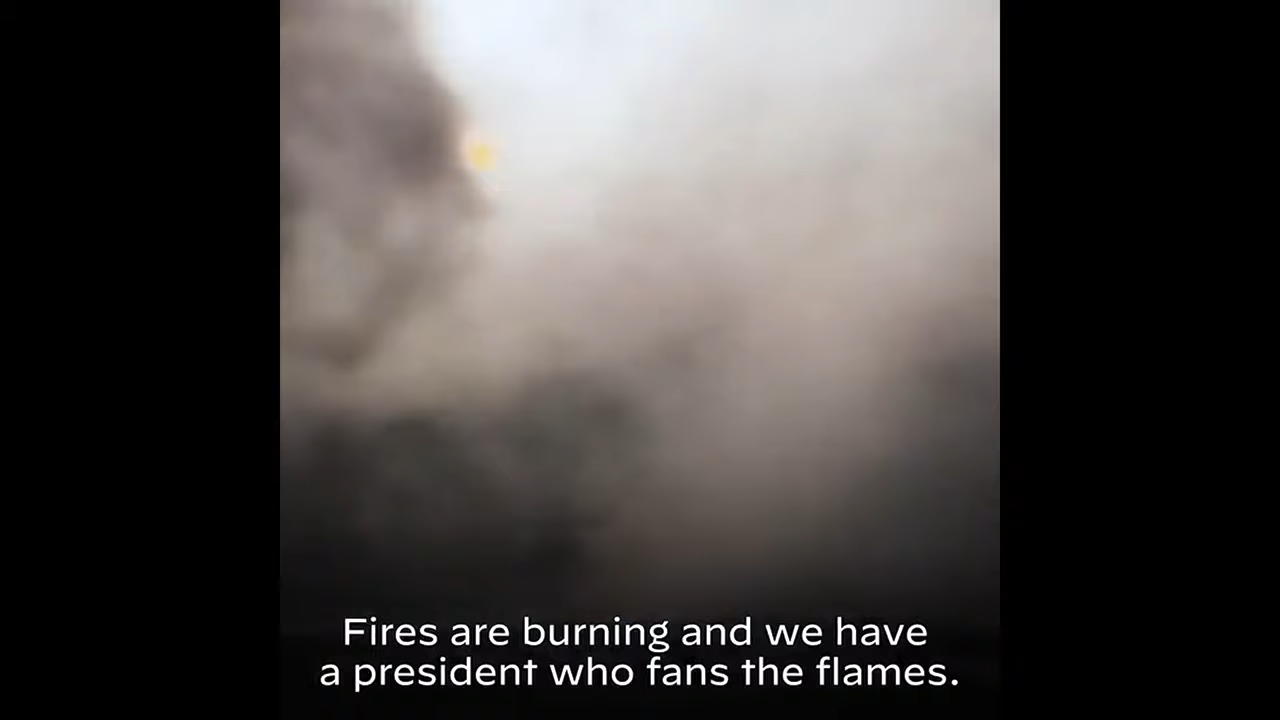 Fires are burning and we have
a president who fans the flames.